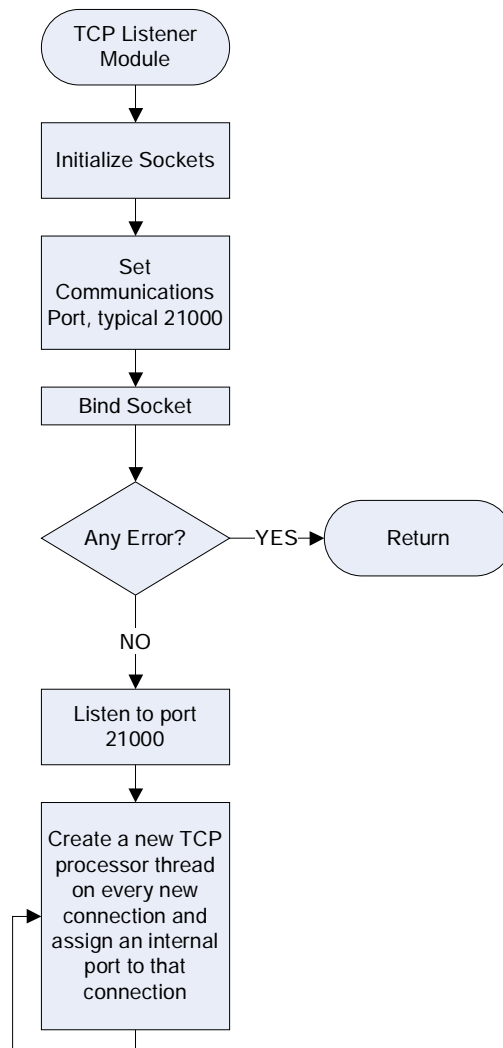 TCP Listener
Module
Initialize Sockets
Set
Communications
Port, typical 21000
Bind Socket
Any Error?
YES
Return
NO
Listen to port
21000
Create a new TCP
processor thread
on every new
connection and
assign an internal
port to that
connection